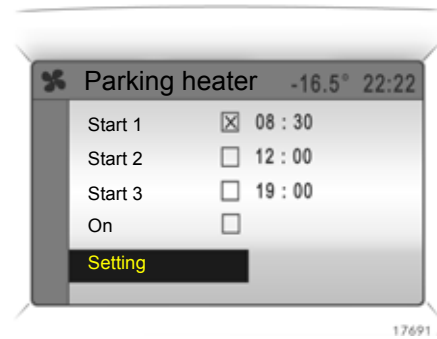 Parking heater -16.5° 22:22
Start 1 08 : 30
Start 2 12 : 00
Start 3 19 : 00
On
Setting
17691